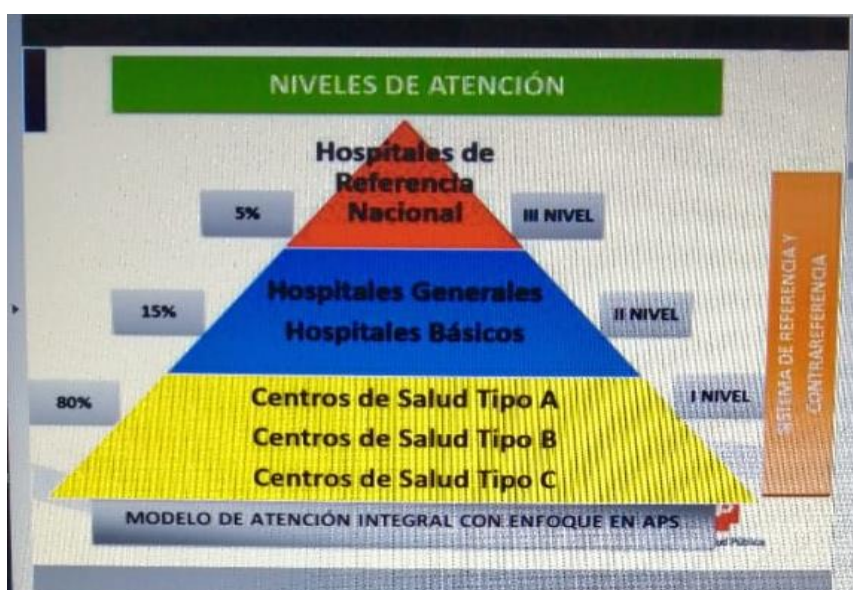 NIVELES DE ATENCIÓN
Hospitales de
Referencia
Nacional
5%
III NIVEL
Hospitales Generales
Hospitales Básicos
15%
II NIVEL
80%
I NIVEL
Centros de Salud Tipo A
Centros de Salud Tipo B
Centros de Salud Tipo C
MODELO DE ATENCIÓN INTEGRAL CON ENFOQUE EN APS
SISTEMA DE REFERENCIA Y
CONTRAREFERENCIA
Pública